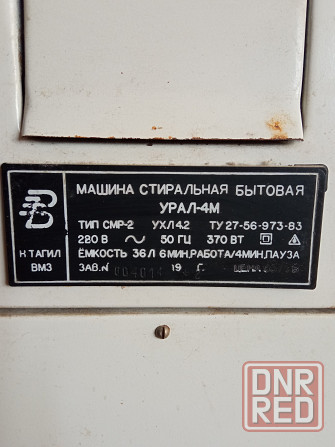 МАШИНА СТИРАЛЬНАЯ БЫТОВАЯ
УРАЛ-4М
ТИП СМР-2 УХЛ4.2 ТУ 27-56-973-83
220 В 50 ГЦ 370 ВТ
ЁМКОСТЬ 36 Л 6 МИН.РАБОТА/4МИН.ПАУЗА
ЗАВ.№ 19 Г.
Н ТАГИЛ
ВМЗ
DNR
RED